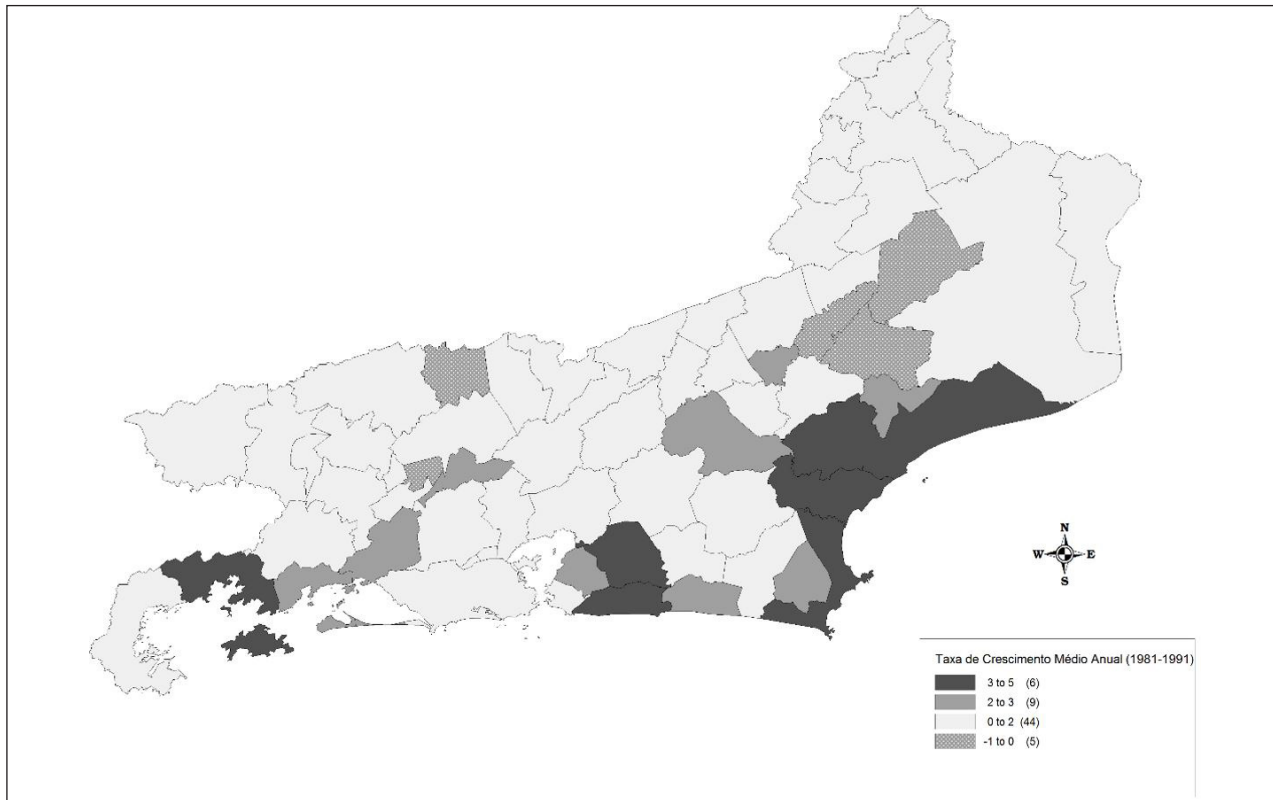 N
W E
S
Taxa de Crescimento Médio Anual (1981-1991)
3 to 5 (6)
2 to 3 (9)
0 to 2 (44)
-1 to 0 (5)